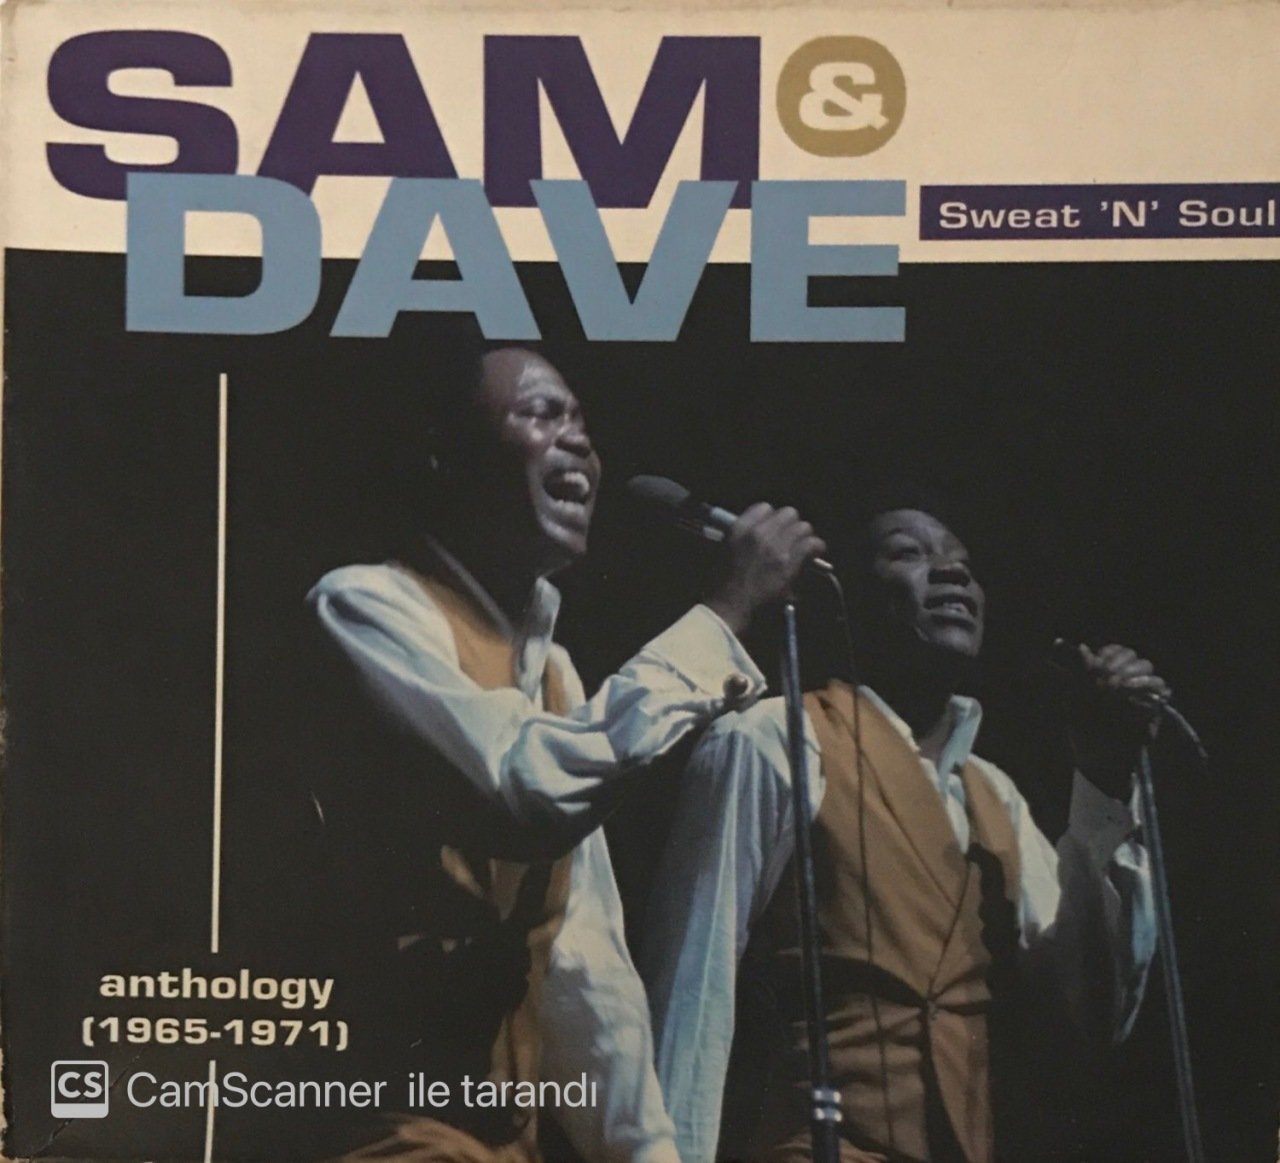 SAM &
DAVE
Sweat 'N' Soul
anthology
(1965-1971)
CS CamScanner ile tarandı